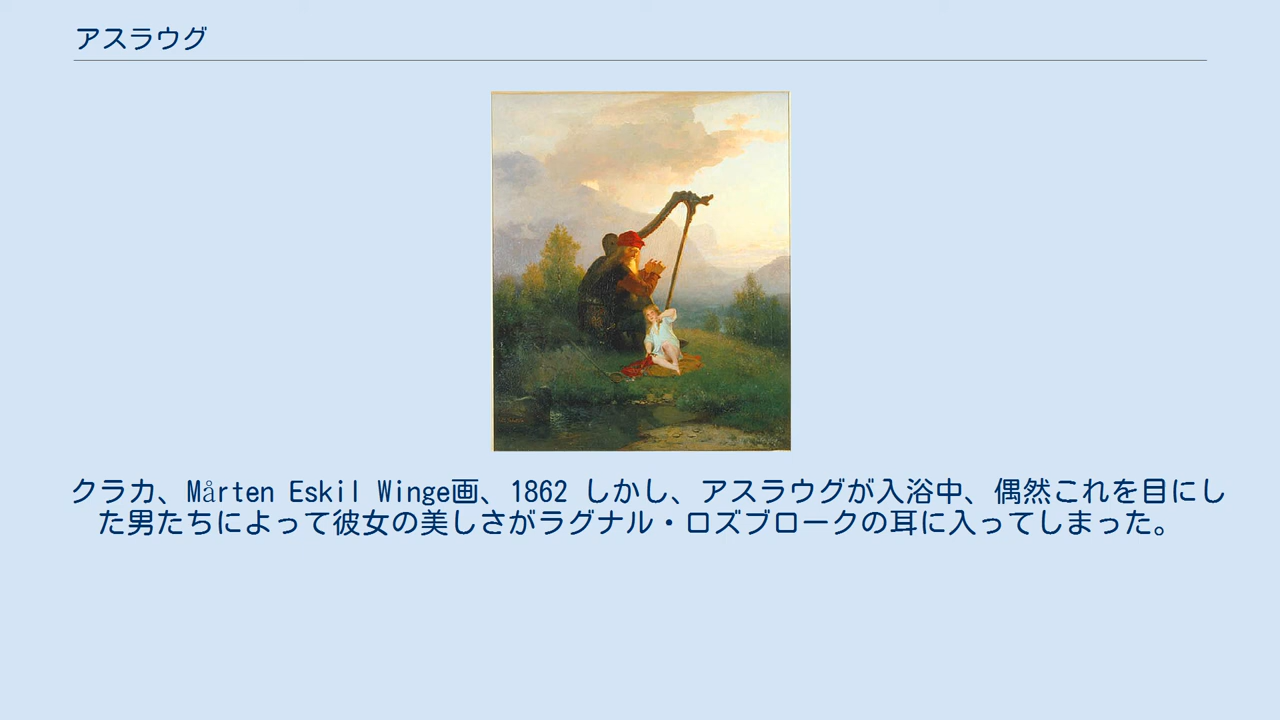 アスラウグ
クラカ、Mårten Eskil Winge画、1862 しかし、アスラウグが入浴中、偶然これを目にし
た男たちによって彼女の美しさがラグナル・ロズブロークの耳に入ってしまった。